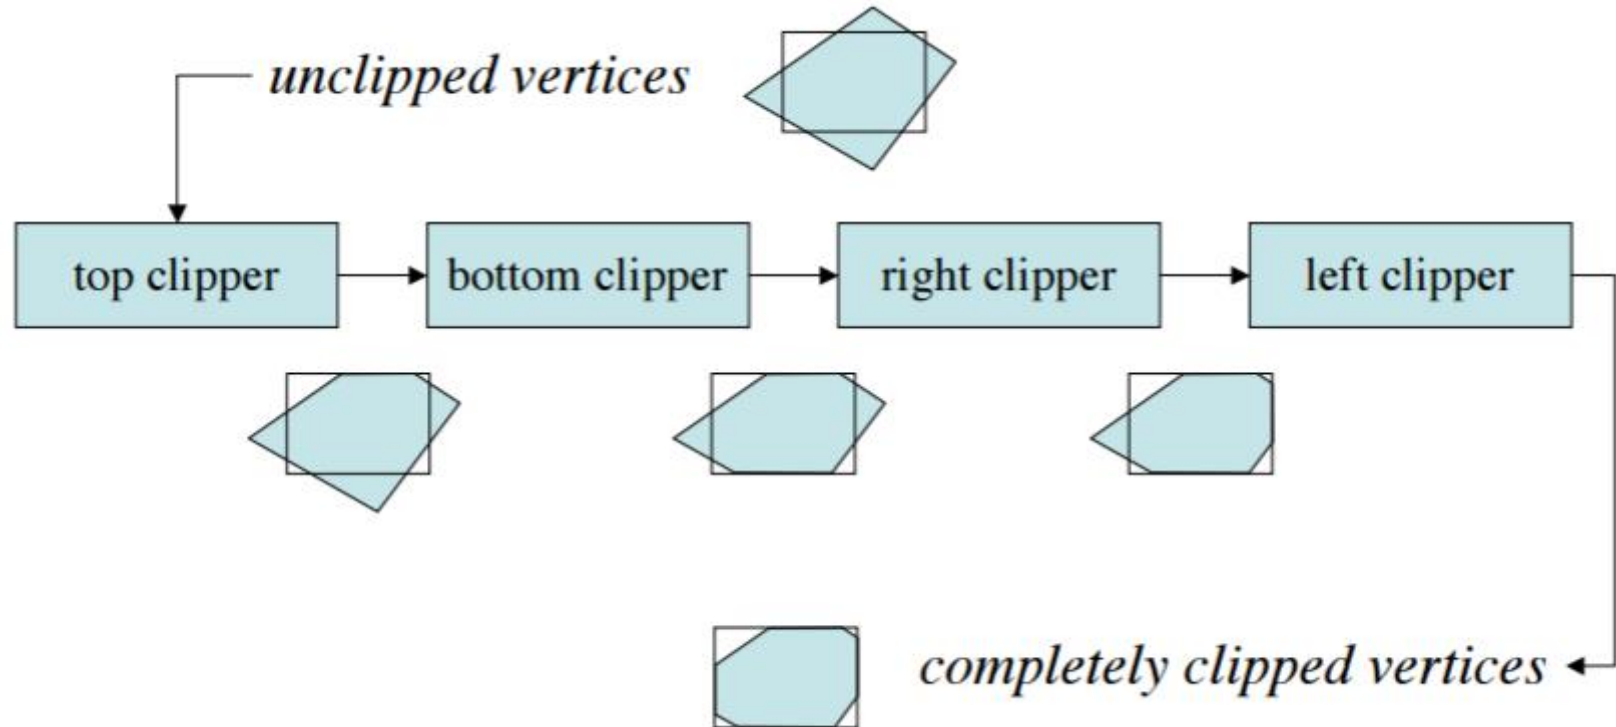 unclipped vertices
top clipper
bottom clipper
right clipper
left clipper
completely clipped vertices